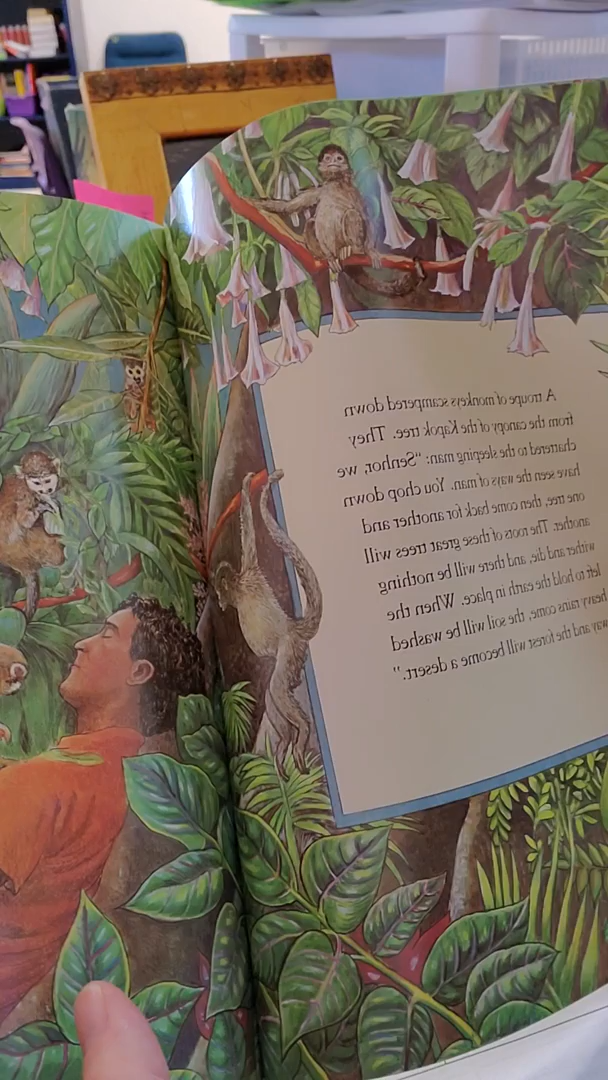 A troupe of monkeys scampered down
from the canopy of the Kapok tree. They
chattered to the sleeping man: "Senhor, we
have seen the ways of man. You chop down
one tree, then come back for another and
another. The roots of these great trees will
wither and die, and there will be nothing
left to hold the earth in place. When the
heavy rains come, the soil will be washed
way and the forest will become a desert."